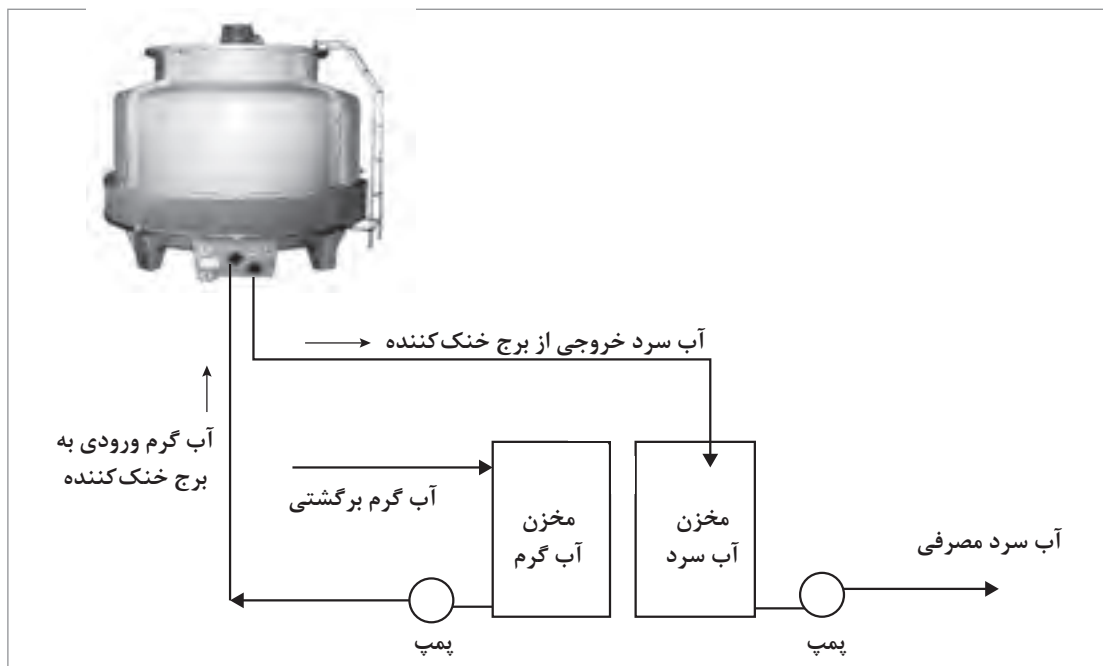 آب سرد خروجی از برج خنک‌کننده
آب گرم ورودی به
برج خنک‌کننده
آب گرم برگشتی
مخزن
آب گرم
مخزن
آب سرد
آب سرد مصرفی
پمپ
پمپ